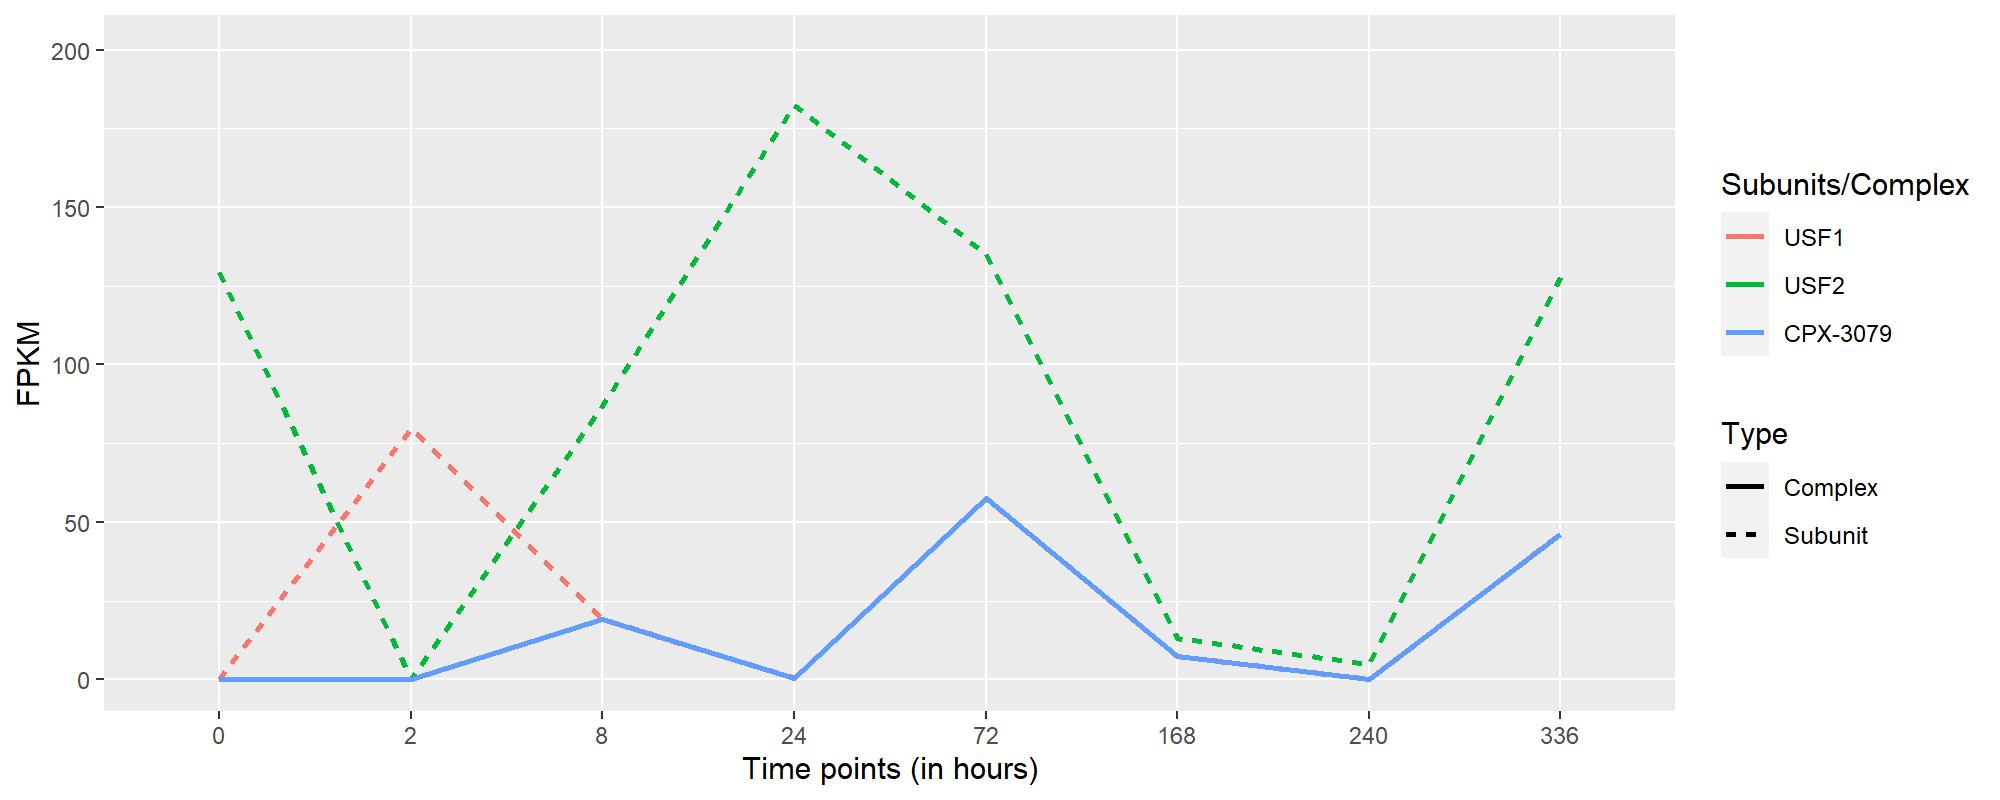 200
150
100
50
0
FPKM
0 2 8 24 72 168 240 336
Time points (in hours)
Subunits/Complex
USF1
USF2
CPX-3079
Type
Complex
Subunit